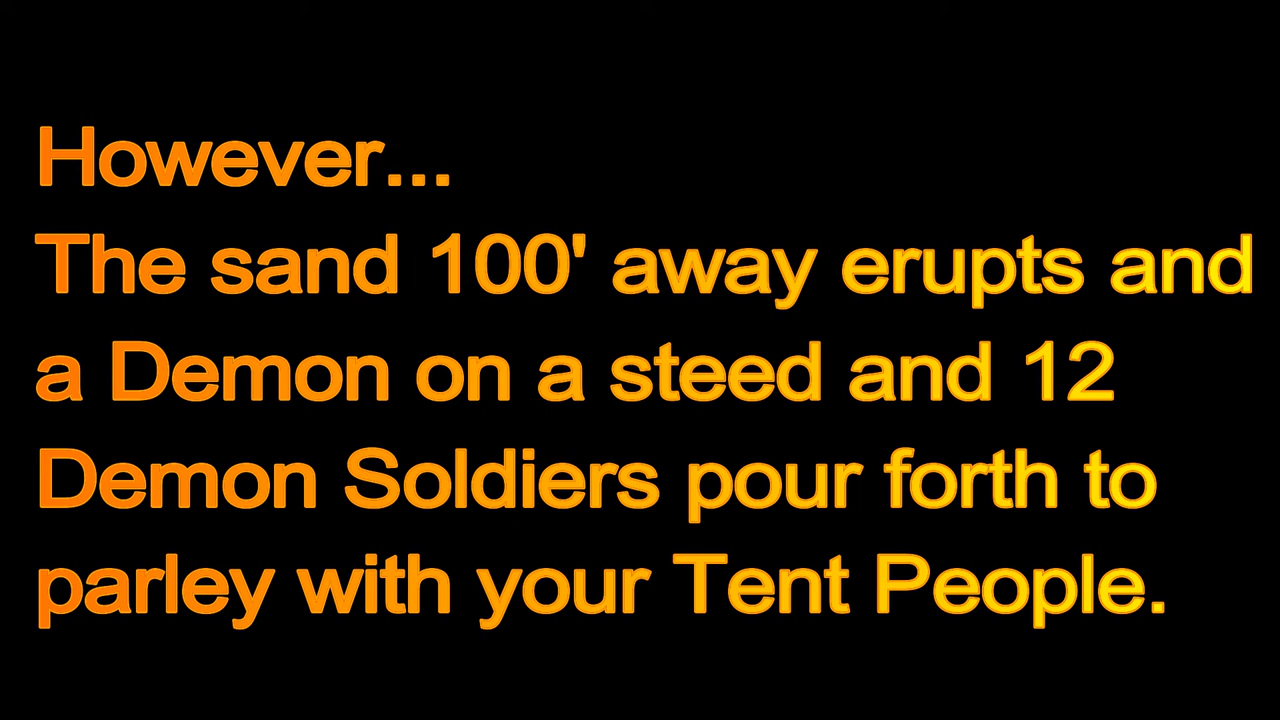 However...
The sand 100' away erupts and
a Demon on a steed and 12
Demon Soldiers pour forth to
parley with your Tent People.